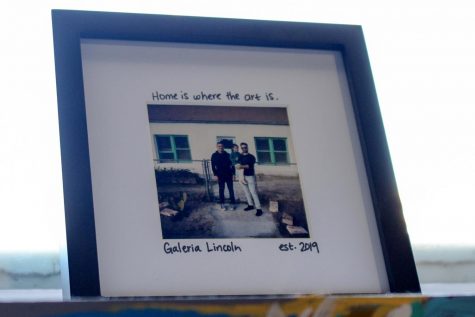 Home is where the art is.
Galeria Lincoln est. 2019